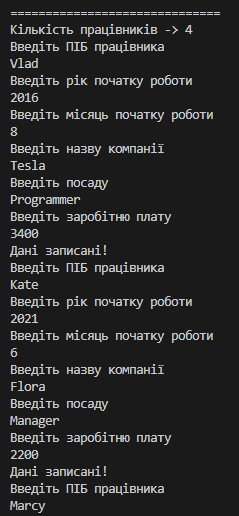 ==============================
Кількість працівників -> 4
Введіть ПІБ працівника
Vlad
Введіть рік початку роботи
2016
Введіть місяць початку роботи
8
Введіть назву компанії
Tesla
Введіть посаду
Programmer
Введіть заробітню плату
3400
Дані записані!
Введіть ПІБ працівника
Kate
Введіть рік початку роботи
2021
Введіть місяць початку роботи
6
Введіть назву компанії
Flora
Введіть посаду
Manager
Введіть заробітню плату
2200
Дані записані!
Введіть ПІБ працівника
Marcy